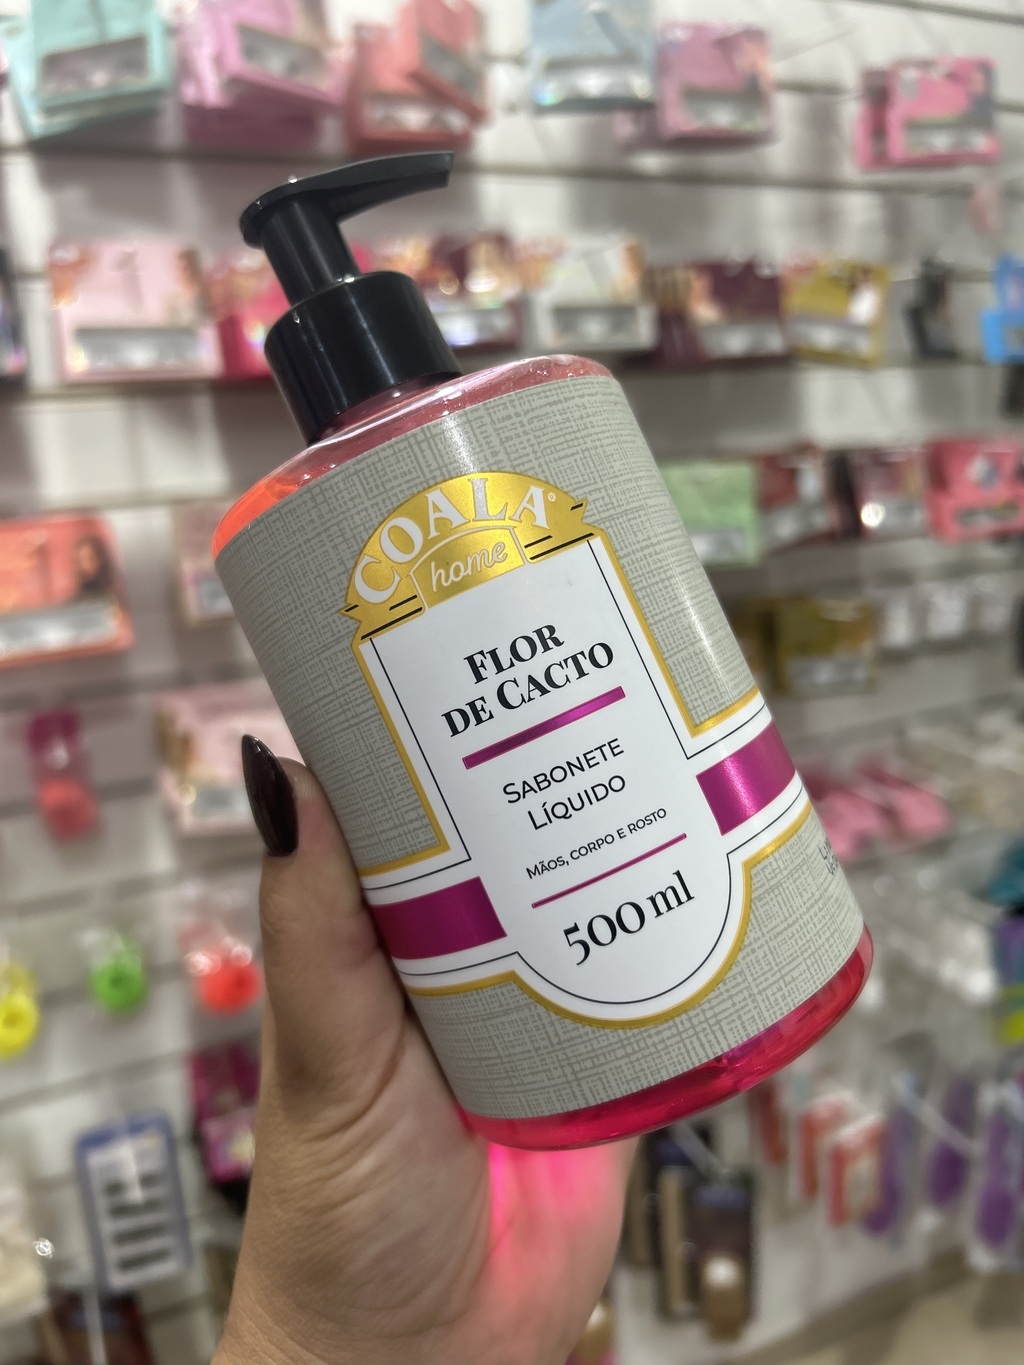 COALA®
home
FLOR
DE CACTO
SABONETE
LÍQUIDO
MÃOS, CORPO E ROSTO
500 ml